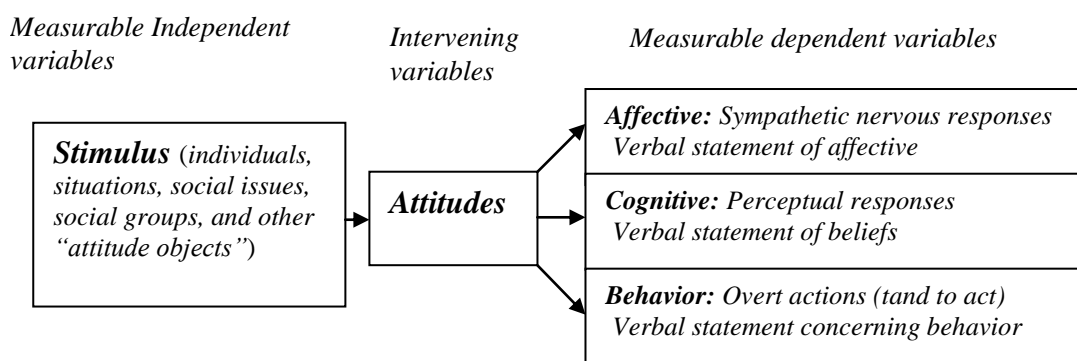 Measurable Independent
variables
Intervening
variables
Measurable dependent variables
Stimulus (individuals,
situations, social issues,
social groups, and other
“attitude objects”)
Attitudes
Affective: Sympathetic nervous responses
Verbal statement of affective
Cognitive: Perceptual responses
Verbal statement of beliefs
Behavior: Overt actions (tand to act)
Verbal statement concerning behavior